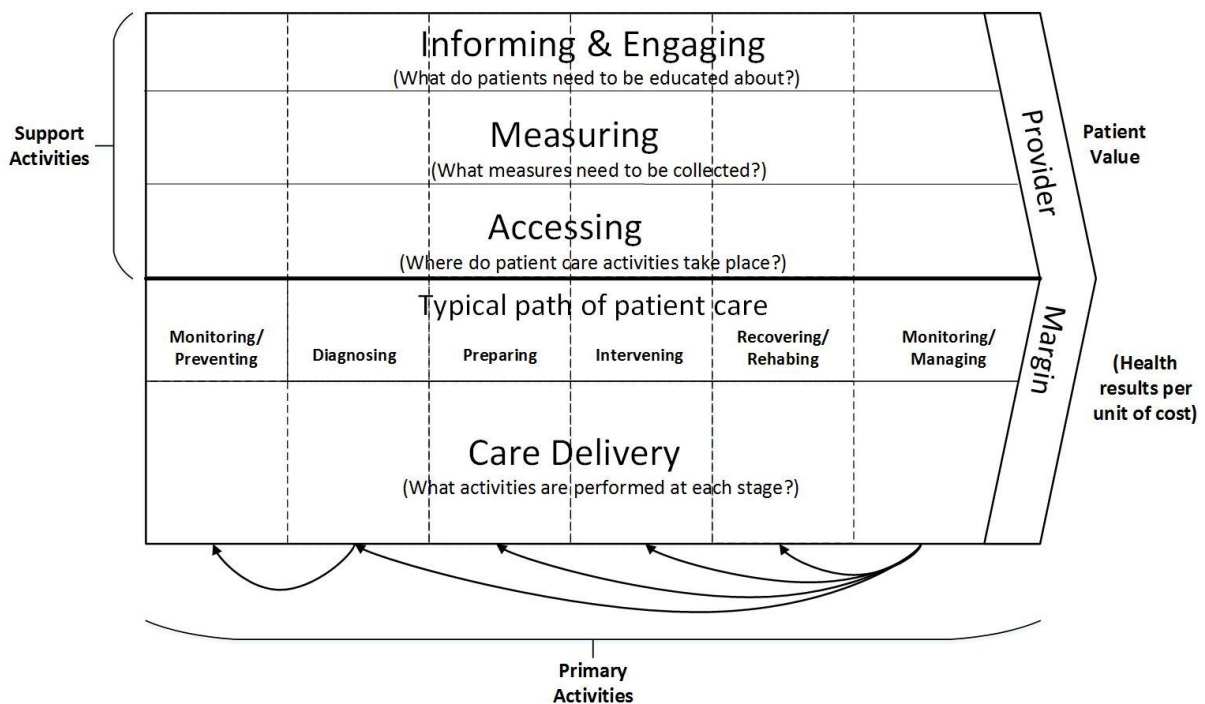 Informing & Engaging
(What do patients need to be educated about?)
Support
Activities
Measuring
(What measures need to be collected?)
Accessing
(Where do patient care activities take place?)
Provider
Patient
Value
Typical path of patient care
Monitoring/
Preventing
Diagnosing
Preparing
Intervening
Recovering/
Rehabing
Monitoring/
Managing
Margin
(Health
results per
unit of cost)
Care Delivery
(What activities are performed at each stage?)
Primary
Activities